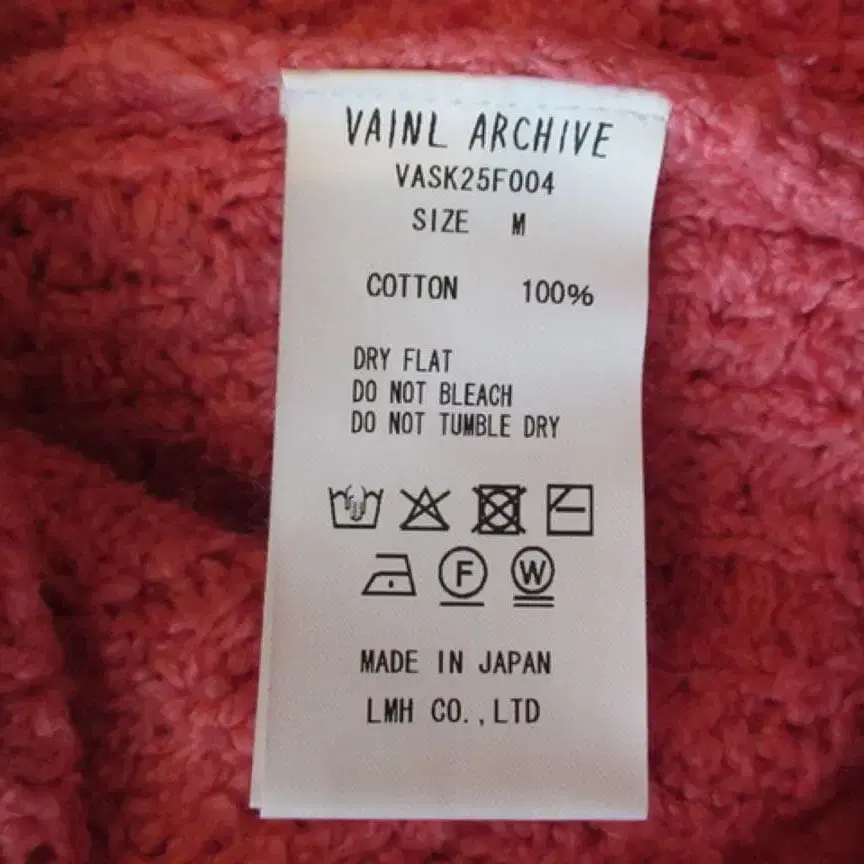 VAINL ARCHIVE
VASK25F004
SIZE M
COTTON 100%
DRY FLAT
DO NOT BLEACH
DO NOT TUMBLE DRY
F W
MADE IN JAPAN
LMH CO.,LTD